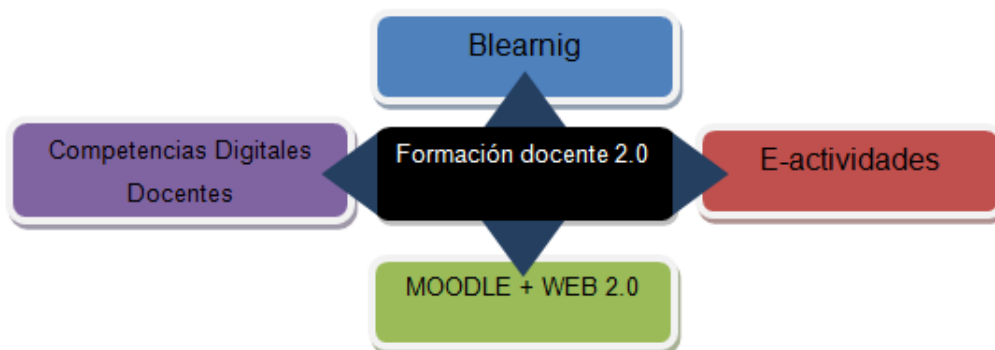 Blearnig
Competencias Digitales
Docentes
Formación docente 2.0
E-actividades
MOODLE + WEB 2.0